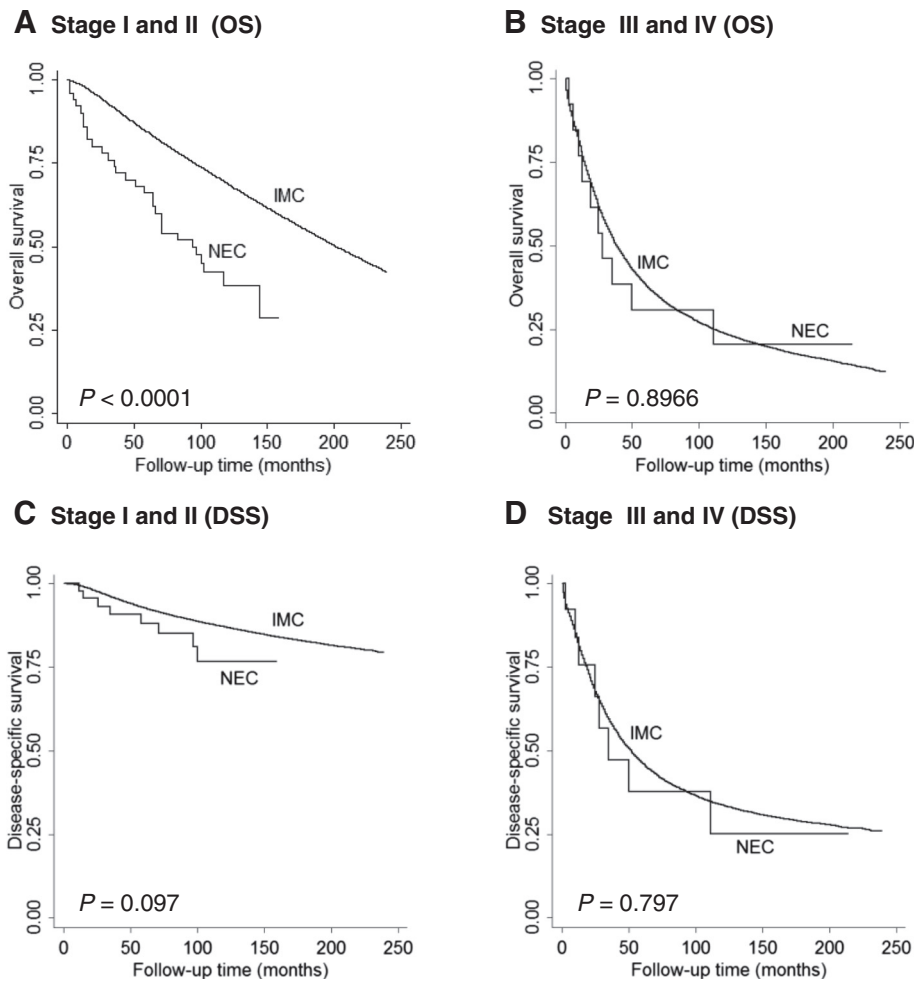 A Stage I and II (OS)
Overall survival
0.00 0.25 0.50 0.75 1.00
IMC
NEC
P < 0.0001
0 50 100 150 200 250
Follow-up time (months)
B Stage III and IV (OS)
Overall survival
0.00 0.25 0.50 0.75 1.00
IMC
NEC
P = 0.8966
0 50 100 150 200 250
Follow-up time (months)
C Stage I and II (DSS)
Disease-specific survival
0.00 0.25 0.50 0.75 1.00
IMC
NEC
P = 0.097
0 50 100 150 200 250
Follow-up time (months)
D Stage III and IV (DSS)
Disease-specific survival
0.00 0.25 0.50 0.75 1.00
IMC
NEC
P = 0.797
0 50 100 150 200 250
Follow-up time (months)